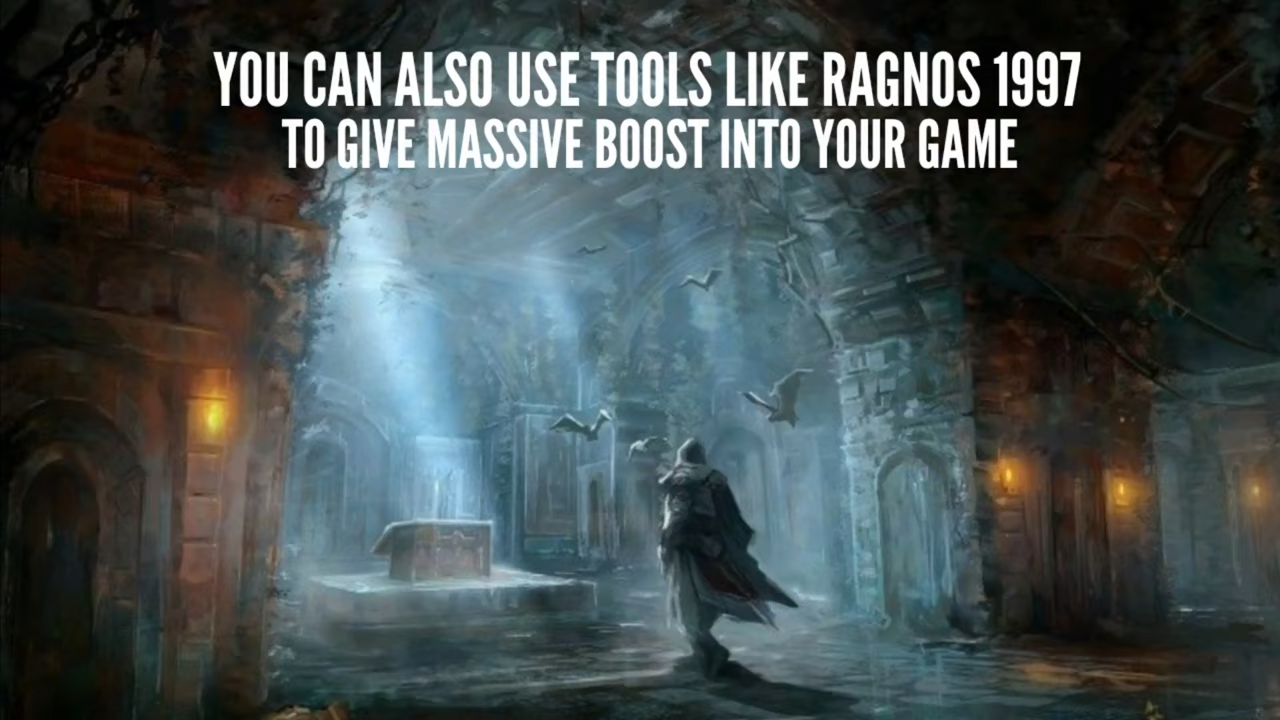 YOU CAN ALSO USE TOOLS LIKE RAGNOS 1997
TO GIVE MASSIVE BOOST INTO YOUR GAME